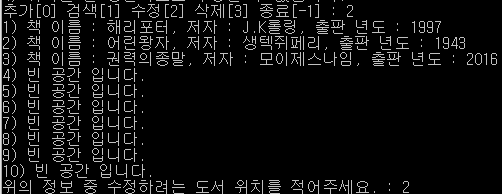 추가[0] 검색[1] 수정[2] 삭제[3] 종료[-1] : 2
1) 책 이름 : 해리포터, 저자 : J.K롤링, 출판 년도 : 1997
2) 책 이름 : 어린왕자, 저자 : 생텍쥐페리, 출판 년도 : 1943
3) 책 이름 : 권력의종말, 저자 : 모이제스나임, 출판 년도 : 2016
4) 빈 공간 입니다.
5) 빈 공간 입니다.
6) 빈 공간 입니다.
7) 빈 공간 입니다.
8) 빈 공간 입니다.
9) 빈 공간 입니다.
10) 빈 공간 입니다.
위의 정보 중 수정하려는 도서 위치를 적어주세요. : 2